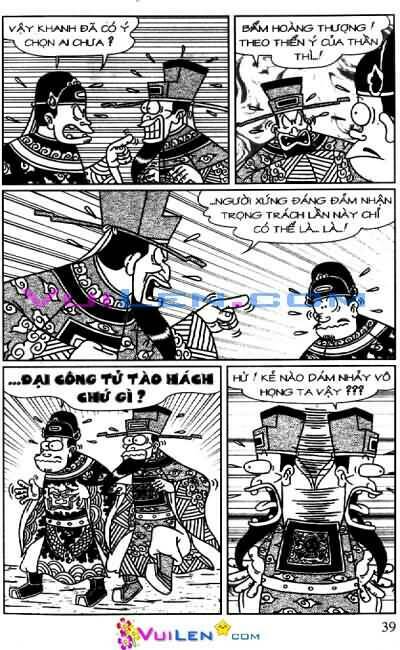 VẬY KHANH ĐÃ CÓ Ý
CHỌN AI CHƯA?
BẨM HOÀNG THƯỢNG!
THEO THIỂN Ý CỦA THẦN
THÌ...!
...NGƯỜI XỨNG ĐÁNG ĐẢM NHẬN
TRỌNG TRÁCH LẦN NÀY CHỈ
CÓ THỂ LÀ... LÀ...!
VUILEN.COM
...ĐẠI CÔNG TỬ TÀO HÁCH
CHỨ GÌ?
HỪ! KẺ NÀO DÁM NHẢY VÔ
HỌNG TA VẬY???
39
VUILEN.COM